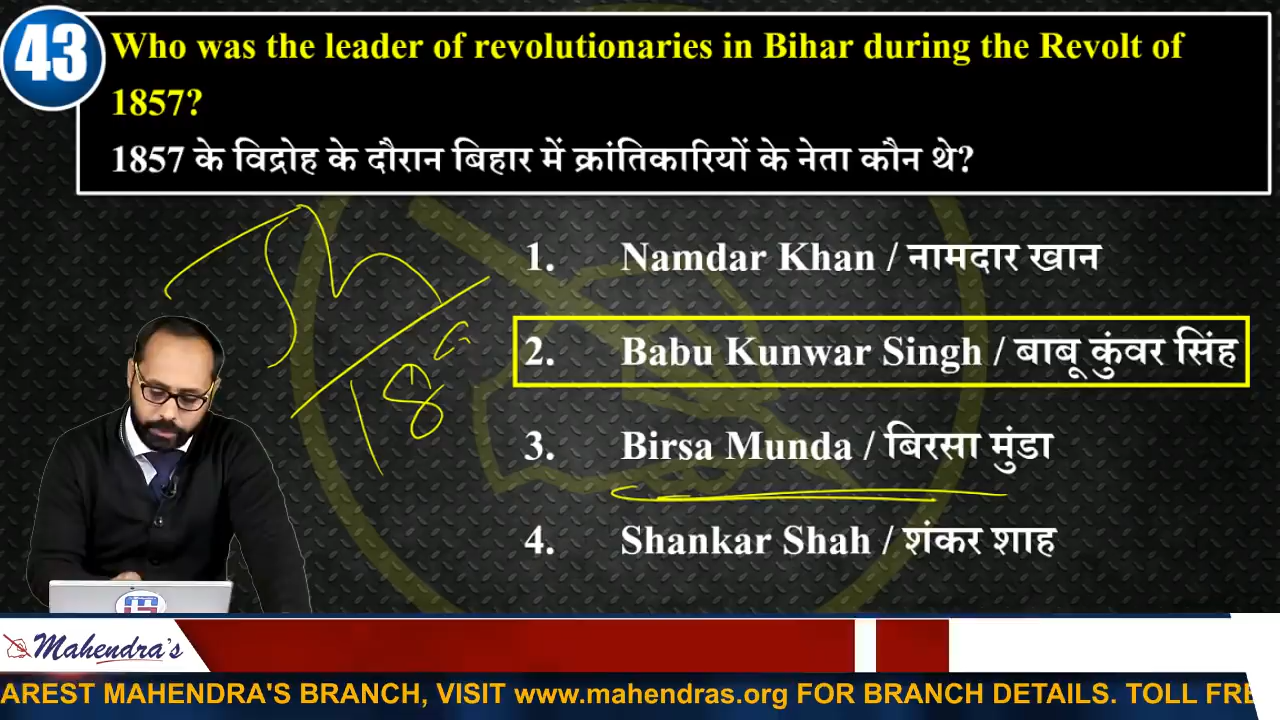 43
Who was the leader of revolutionaries in Bihar during the Revolt of
1857?
1857 के विद्रोह के दौरान बिहार में क्रांतिकारियों के नेता कौन थे?
1. Namdar Khan / नामदार खान
2. Babu Kunwar Singh / बाबू कुंवर सिंह
3. Birsa Munda / बिरसा मुंडा
4. Shankar Shah / शंकर शाह
Mahendra's
AREST MAHENDRA'S BRANCH, VISIT www.mahendras.org FOR BRANCH DETAILS. TOLL FRE